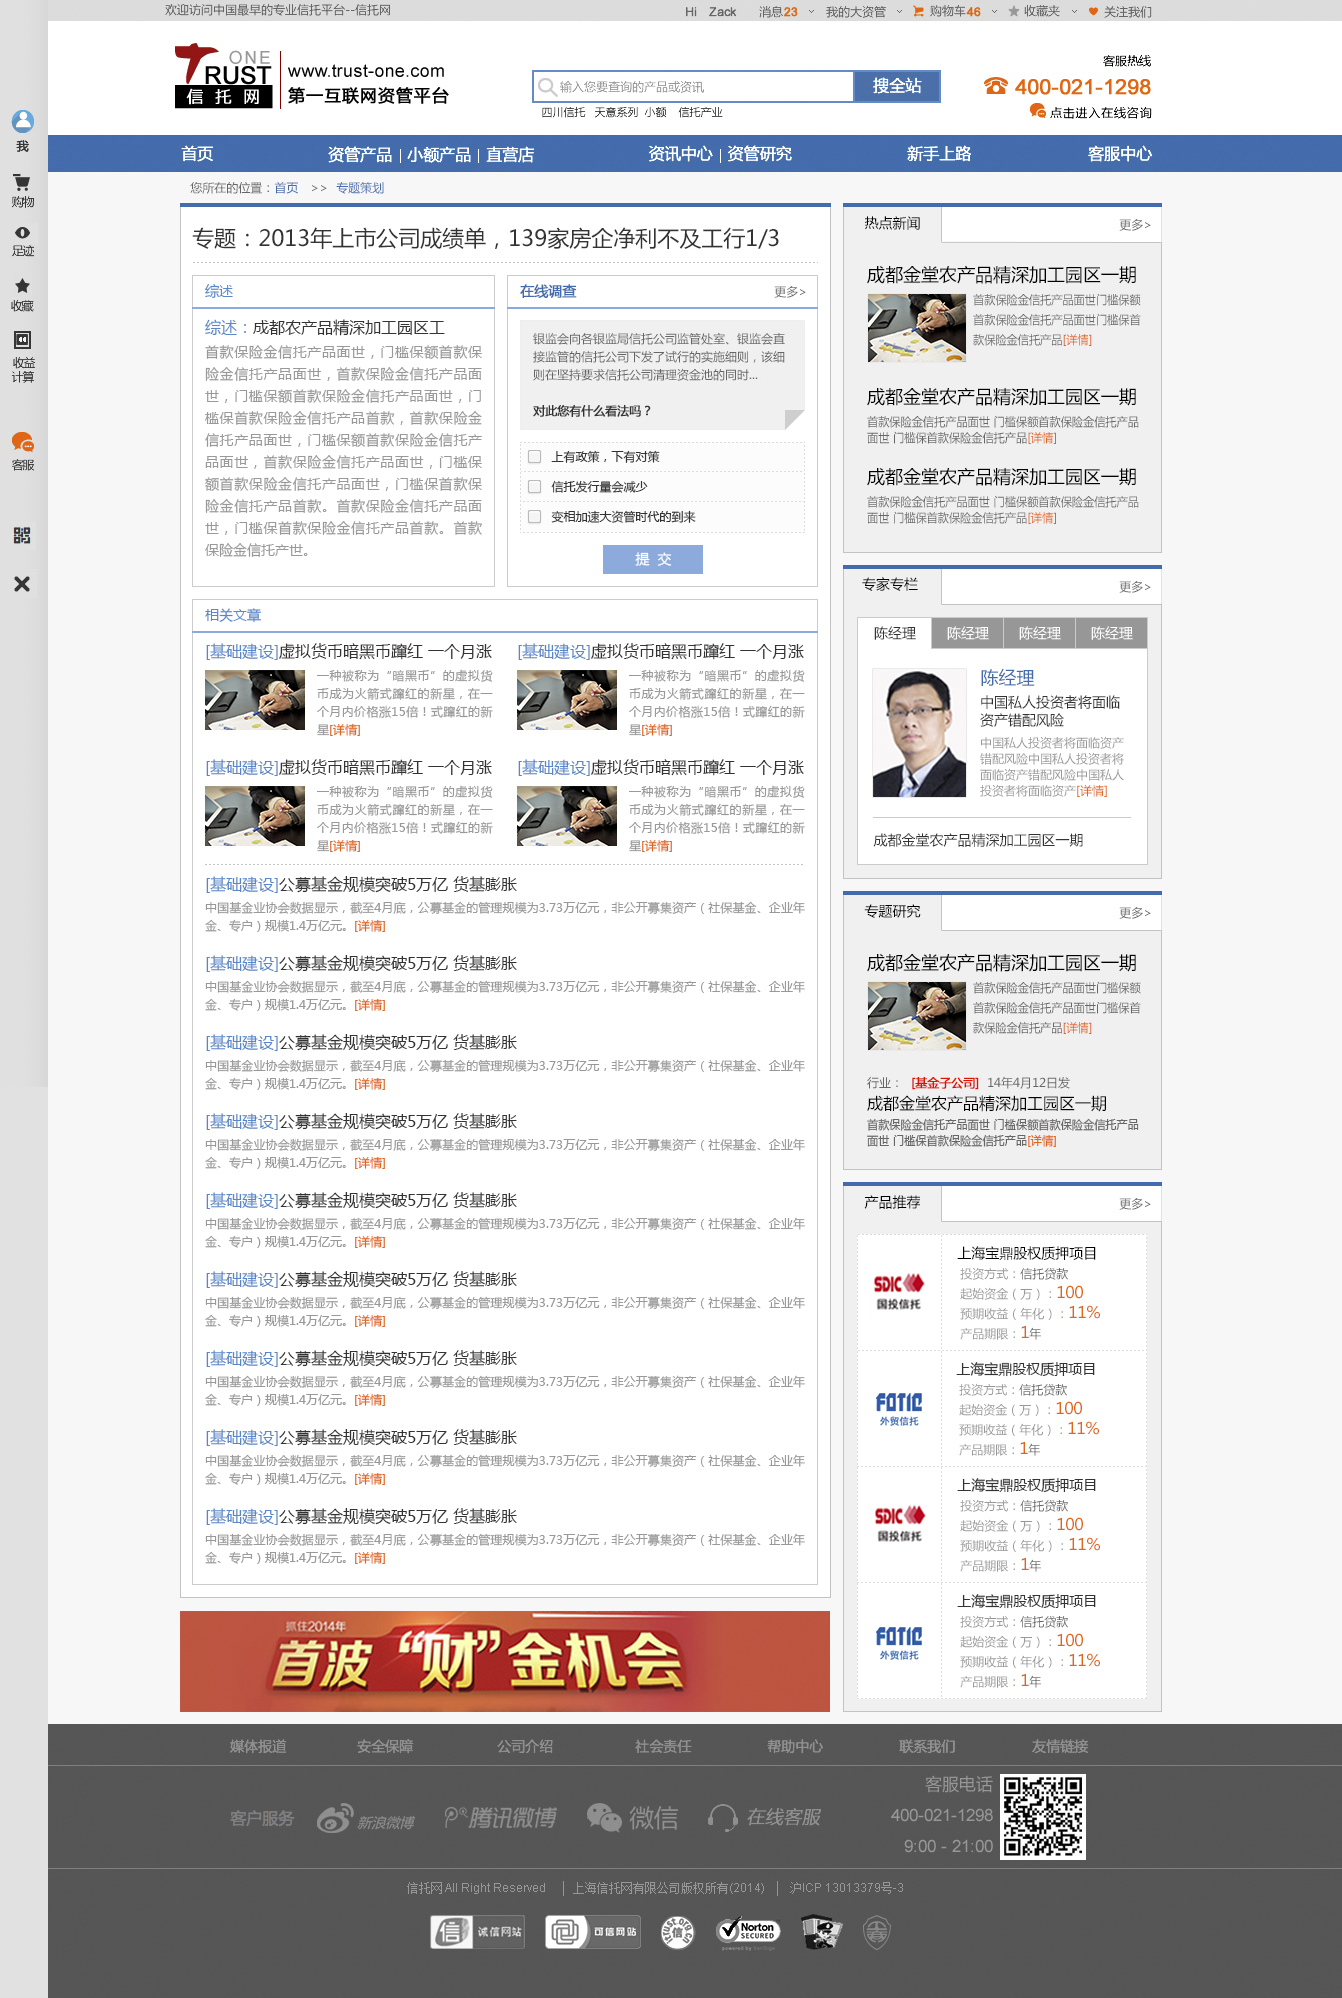 欢迎访问中国最早的专业信托平台--信托网
Hi Zack 消息23 我的大资管 购物车46 收藏夹 关注我们
TRUST ONE
信托网
www.trust-one.com
第一互联网资管平台
输入您要查询的产品或资讯
搜全站
四川信托 天意系列 小额 信托产业
客服热线
400-021-1298
点击进入在线咨询
我
购物
足迹
收藏
收益
计算
客服
首页 资管产品 | 小额产品 | 直营店 资讯中心 | 资管研究 新手上路 客服中心
您所在的位置：首页 >> 专题策划
专题：2013年上市公司成绩单，139家房企净利不及工行1/3
综述
综述：成都农产品精深加工园区工
首款保险金信托产品面世，门槛保额首款保
险金信托产品面世，首款保险金信托产品面
世，门槛保额首款保险金信托产品面世，门
槛保首款保险金信托产品首款，首款保险金
信托产品面世，门槛保额首款保险金信托产
品面世，首款保险金信托产品面世，门槛保
额首款保险金信托产品面世，门槛保首款保
险金信托产品首款。首款保险金信托产品面
世，门槛保首款保险金信托产品首款。首款
保险金信托产世。
在线调查 更多>
银监会向各银监局信托公司监管处室、银监会直
接监管的信托公司下发了试行的实施细则，该细
则在坚持要求信托公司清理资金池的同时...
对此您有什么看法吗？
上有政策，下有对策
信托发行量会减少
变相加速大资管时代的到来
提 交
相关文章
[基础建设]虚拟货币暗黑币蹿红 一个月涨
一种被称为“暗黑币”的虚拟货
币成为火箭式蹿红的新星，在一
个月内价格涨15倍！式蹿红的新
星[详情]
[基础建设]虚拟货币暗黑币蹿红 一个月涨
一种被称为“暗黑币”的虚拟货
币成为火箭式蹿红的新星，在一
个月内价格涨15倍！式蹿红的新
星[详情]
[基础建设]虚拟货币暗黑币蹿红 一个月涨
一种被称为“暗黑币”的虚拟货
币成为火箭式蹿红的新星，在一
个月内价格涨15倍！式蹿红的新
星[详情]
[基础建设]虚拟货币暗黑币蹿红 一个月涨
一种被称为“暗黑币”的虚拟货
币成为火箭式蹿红的新星，在一
个月内价格涨15倍！式蹿红的新
星[详情]
[基础建设]公募基金规模突破5万亿 货基膨胀
中国基金业协会数据显示，截至4月底，公募基金的管理规模为3.73万亿元，非公开募集资产（社保基金、企业年
金、专户）规模1.4万亿元。[详情]
[基础建设]公募基金规模突破5万亿 货基膨胀
中国基金业协会数据显示，截至4月底，公募基金的管理规模为3.73万亿元，非公开募集资产（社保基金、企业年
金、专户）规模1.4万亿元。[详情]
[基础建设]公募基金规模突破5万亿 货基膨胀
中国基金业协会数据显示，截至4月底，公募基金的管理规模为3.73万亿元，非公开募集资产（社保基金、企业年
金、专户）规模1.4万亿元。[详情]
[基础建设]公募基金规模突破5万亿 货基膨胀
中国基金业协会数据显示，截至4月底，公募基金的管理规模为3.73万亿元，非公开募集资产（社保基金、企业年
金、专户）规模1.4万亿元。[详情]
[基础建设]公募基金规模突破5万亿 货基膨胀
中国基金业协会数据显示，截至4月底，公募基金的管理规模为3.73万亿元，非公开募集资产（社保基金、企业年
金、专户）规模1.4万亿元。[详情]
[基础建设]公募基金规模突破5万亿 货基膨胀
中国基金业协会数据显示，截至4月底，公募基金的管理规模为3.73万亿元，非公开募集资产（社保基金、企业年
金、专户）规模1.4万亿元。[详情]
[基础建设]公募基金规模突破5万亿 货基膨胀
中国基金业协会数据显示，截至4月底，公募基金的管理规模为3.73万亿元，非公开募集资产（社保基金、企业年
金、专户）规模1.4万亿元。[详情]
[基础建设]公募基金规模突破5万亿 货基膨胀
中国基金业协会数据显示，截至4月底，公募基金的管理规模为3.73万亿元，非公开募集资产（社保基金、企业年
金、专户）规模1.4万亿元。[详情]
[基础建设]公募基金规模突破5万亿 货基膨胀
中国基金业协会数据显示，截至4月底，公募基金的管理规模为3.73万亿元，非公开募集资产（社保基金、企业年
金、专户）规模1.4万亿元。[详情]
抓住2014年
首波“财”金机会
热点新闻 更多>
成都金堂农产品精深加工园区一期
首款保险金信托产品面世门槛保额
首款保险金信托产品面世门槛保首
款保险金信托产品[详情]
成都金堂农产品精深加工园区一期
首款保险金信托产品面世 门槛保额首款保险金信托产品
面世 门槛保首款保险金信托产品[详情]
成都金堂农产品精深加工园区一期
首款保险金信托产品面世 门槛保额首款保险金信托产品
面世 门槛保首款保险金信托产品[详情]
专家专栏 更多>
陈经理 陈经理 陈经理 陈经理
陈经理
中国私人投资者将面临
资产错配风险
中国私人投资者将面临资产
错配风险中国私人投资者将
面临资产错配风险中国私人
投资者将面临资产[详情]
成都金堂农产品精深加工园区一期
专题研究 更多>
成都金堂农产品精深加工园区一期
首款保险金信托产品面世门槛保额
首款保险金信托产品面世门槛保首
款保险金信托产品[详情]
行业： [基金子公司] 14年4月12日发
成都金堂农产品精深加工园区一期
首款保险金信托产品面世 门槛保额首款保险金信托产品
面世 门槛保首款保险金信托产品[详情]
产品推荐 更多>
SDIC
国投信托
上海宝鼎股权质押项目
投资方式：信托贷款
起始资金（万）：100
预期收益（年化）：11%
产品期限：1年
FOTIC
外贸信托
上海宝鼎股权质押项目
投资方式：信托贷款
起始资金（万）：100
预期收益（年化）：11%
产品期限：1年
SDIC
国投信托
上海宝鼎股权质押项目
投资方式：信托贷款
起始资金（万）：100
预期收益（年化）：11%
产品期限：1年
FOTIC
外贸信托
上海宝鼎股权质押项目
投资方式：信托贷款
起始资金（万）：100
预期收益（年化）：11%
产品期限：1年
媒体报道 安全保障 公司介绍 社会责任 帮助中心 联系我们 友情链接
客户服务 新浪微博 腾讯微博 微信 在线客服
客服电话
400-021-1298
9:00 - 21:00
信托网 All Right Reserved | 上海信托网有限公司版权所有(2014) | 沪ICP 13013379号-3
信 诚信网站 可信网站 信 Norton SECURED